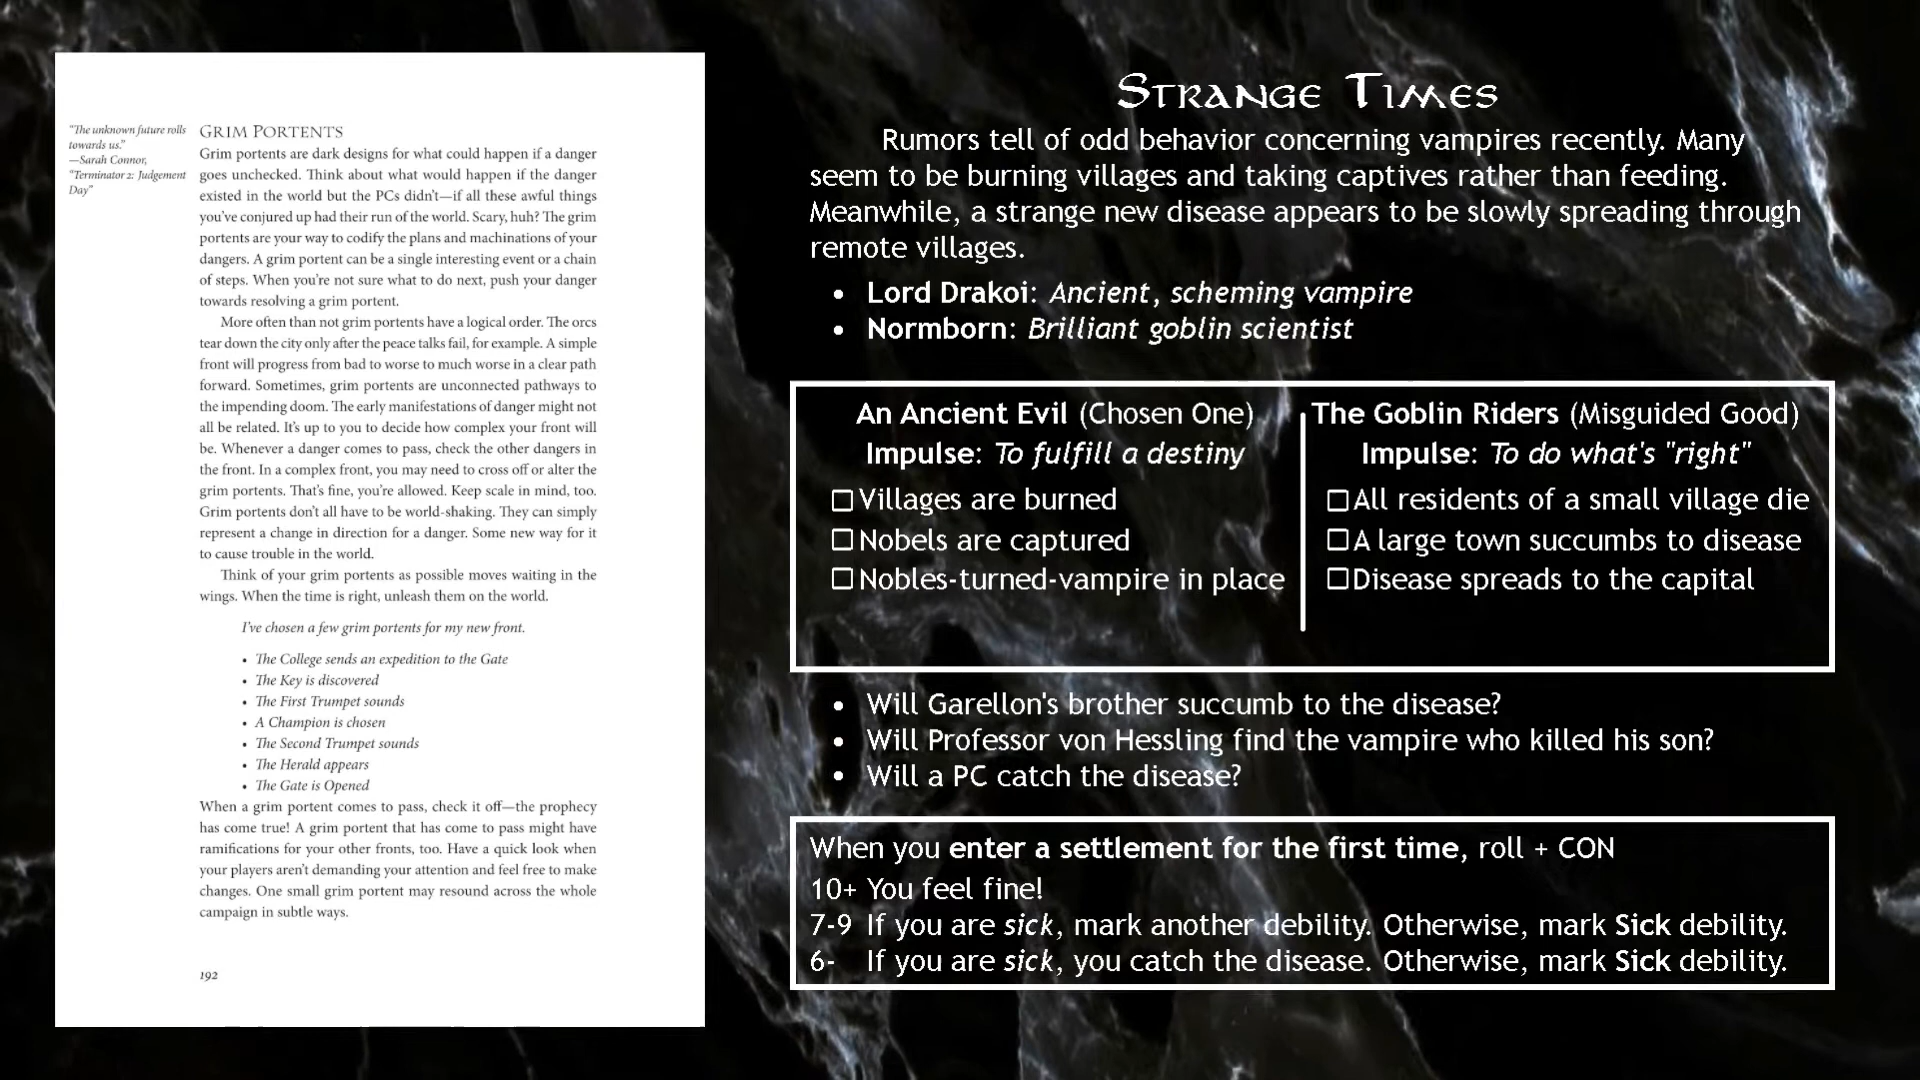 "The unknown future rolls
towards us."
—Sarah Connor,
"Terminator 2: Judgement
Day"
Grim Portents
Grim portents are dark designs for what could happen if a danger
goes unchecked. Think about what would happen if the danger
existed in the world but the PCs didn't—if all these awful things
you've conjured up had their run of the world. Scary, huh? The grim
portents are your way to codify the plans and machinations of your
dangers. A grim portent can be a single interesting event or a chain
of steps. When you're not sure what to do next, push your danger
towards resolving a grim portent.
More often than not grim portents have a logical order. The orcs
tear down the city only after the peace talks fail, for example. A simple
front will progress from bad to worse to much worse in a clear path
forward. Sometimes, grim portents are unconnected pathways to
the impending doom. The early manifestations of danger might not
all be related. It's up to you to decide how complex your front will
be. Whenever a danger comes to pass, check the other dangers in
the front. In a complex front, you may need to cross off or alter the
grim portents. That's fine, you're allowed. Keep scale in mind, too.
Grim portents don't all have to be world-shaking. They can simply
represent a change in direction for a danger. Some new way for it
to cause trouble in the world.
Think of your grim portents as possible moves waiting in the
wings. When the time is right, unleash them on the world.
I've chosen a few grim portents for my new front.
• The College sends an expedition to the Gate
• The Key is discovered
• The First Trumpet sounds
• A Champion is chosen
• The Second Trumpet sounds
• The Herald appears
• The Gate is Opened
When a grim portent comes to pass, check it off—the prophecy
has come true! A grim portent that has come to pass might have
ramifications for your other fronts, too. Have a quick look when
your players aren't demanding your attention and feel free to make
changes. One small grim portent may resound across the whole
campaign in subtle ways.
192
Strange Times
Rumors tell of odd behavior concerning vampires recently. Many
seem to be burning villages and taking captives rather than feeding.
Meanwhile, a strange new disease appears to be slowly spreading through
remote villages.
• Lord Drakoi: Ancient, scheming vampire
• Normborn: Brilliant goblin scientist
An Ancient Evil (Chosen One)
Impulse: To fulfill a destiny
☐ Villages are burned
☐ Nobels are captured
☐ Nobles-turned-vampire in place
The Goblin Riders (Misguided Good)
Impulse: To do what's "right"
☐ All residents of a small village die
☐ A large town succumbs to disease
☐ Disease spreads to the capital
• Will Garellon's brother succumb to the disease?
• Will Professor von Hessling find the vampire who killed his son?
• Will a PC catch the disease?
When you enter a settlement for the first time, roll + CON
10+ You feel fine!
7-9 If you are sick, mark another debility. Otherwise, mark Sick debility.
6- If you are sick, you catch the disease. Otherwise, mark Sick debility.